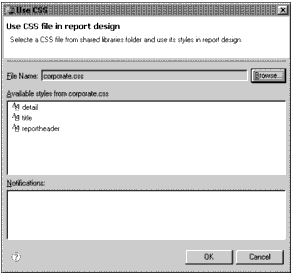 Use CSS
Use CSS file in report design
Selecte a CSS file from shared libraries folder and use its styles in report design.
File Name: corporate.css Browse...
Available styles from corporate.css
detail
title
reportheader
Notifications:
OK Cancel